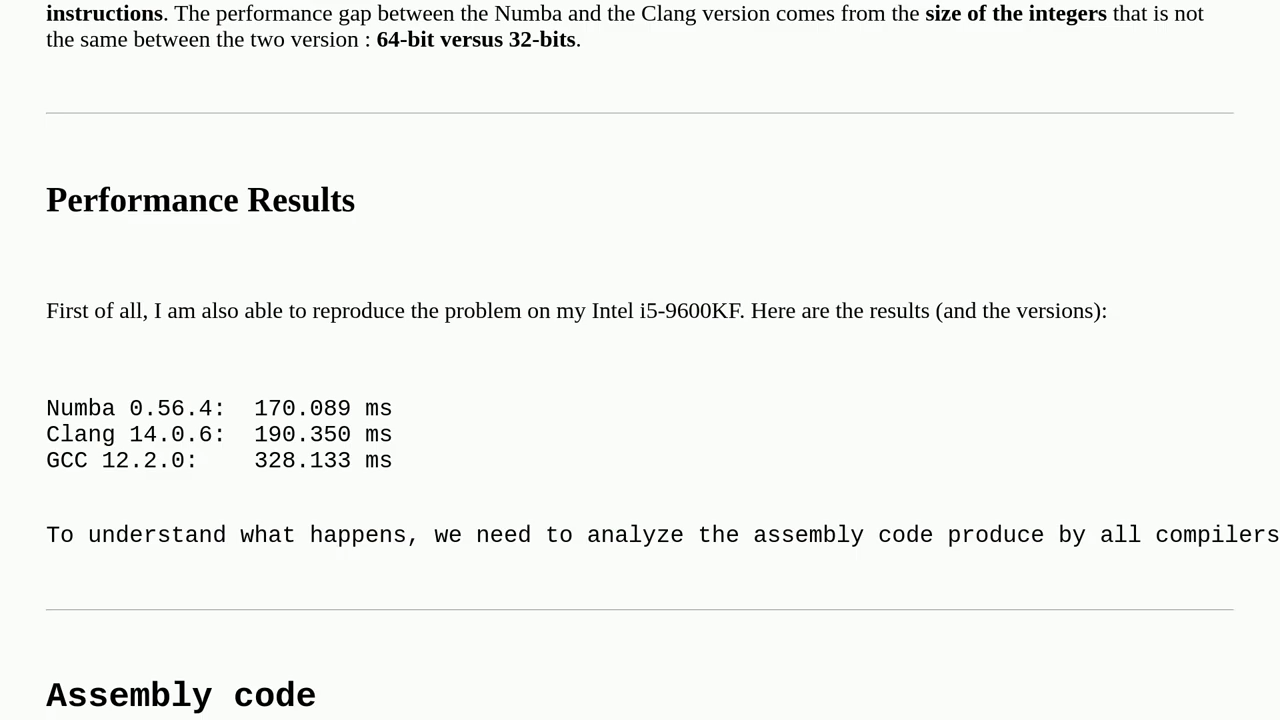 instructions. The performance gap between the Numba and the Clang version comes from the size of the integers that is not
the same between the two version : 64-bit versus 32-bits.
Performance Results
First of all, I am also able to reproduce the problem on my Intel i5-9600KF. Here are the results (and the versions):
Numba 0.56.4:  170.089 ms
Clang 14.0.6:  190.350 ms
GCC 12.2.0:    328.133 ms
To understand what happens, we need to analyze the assembly code produce by all compilers
Assembly code